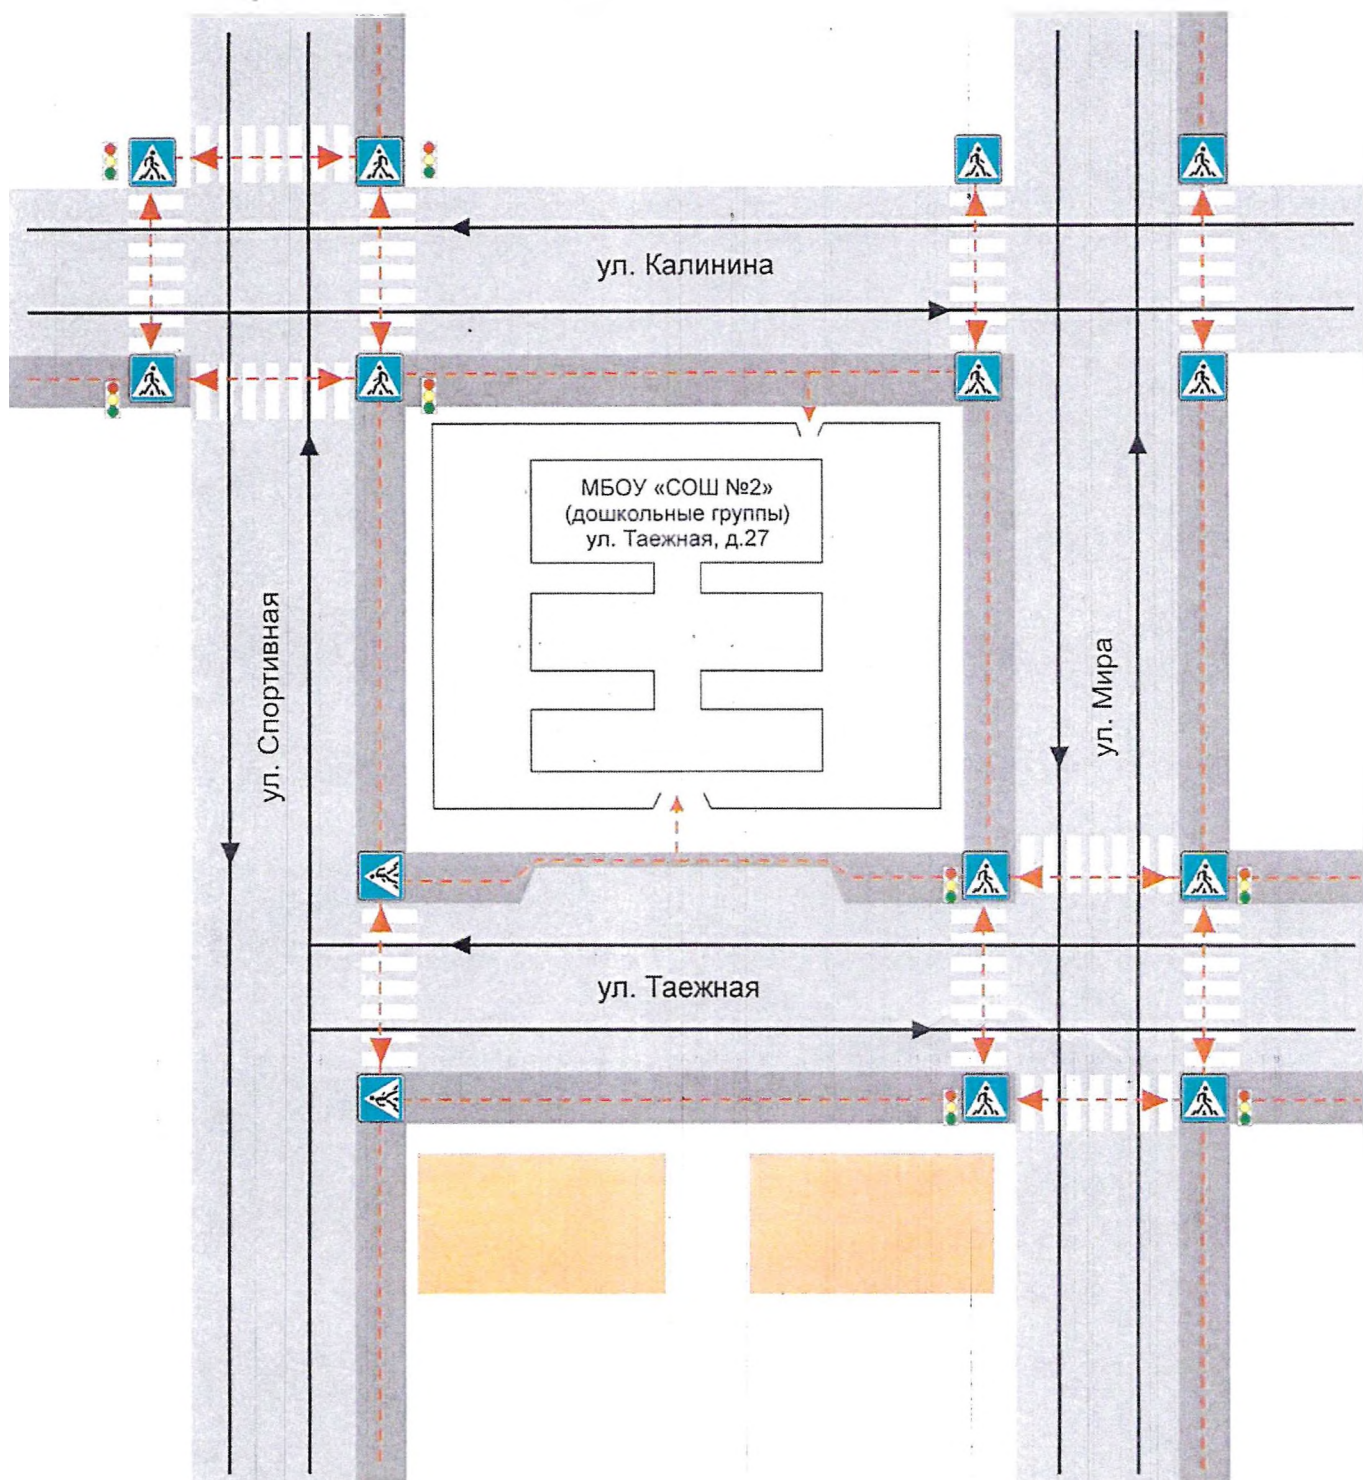 ул. Калинина
МБОУ «СОШ №2»
(дошкольные группы)
ул. Таежная, д.27
ул. Спортивная
ул. Мира
ул. Таежная